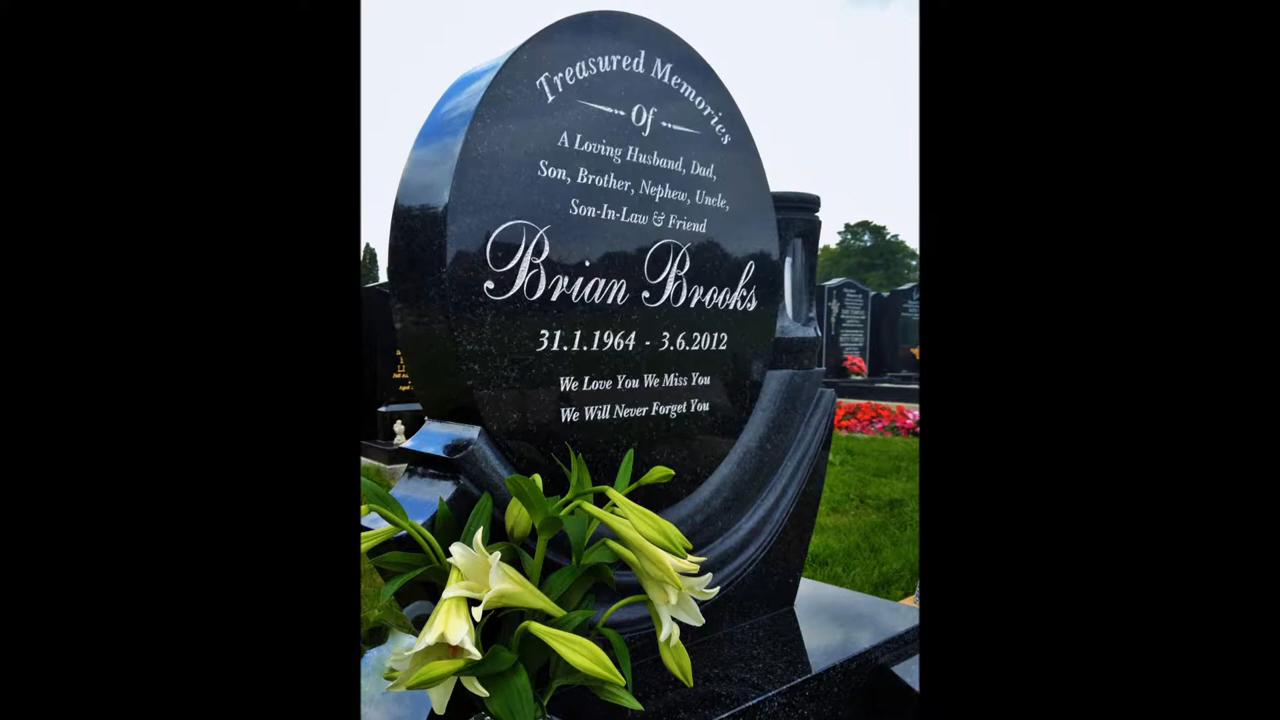 Treasured Memories
Of
A Loving Husband, Dad,
Son, Brother, Nephew, Uncle,
Son-In-Law & Friend
Brian Brooks
31.1.1964 - 3.6.2012
We Love You We Miss You
We Will Never Forget You